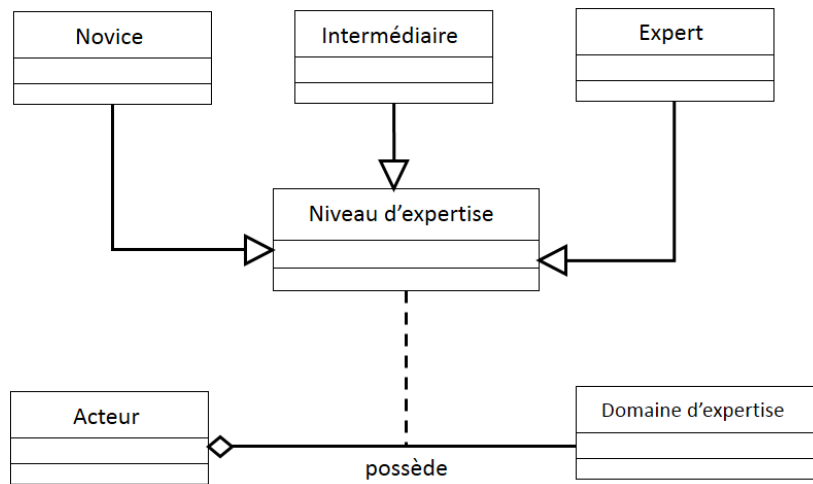 Novice
Intermédiaire
Expert
Niveau d’expertise
Acteur
Domaine d’expertise
possède